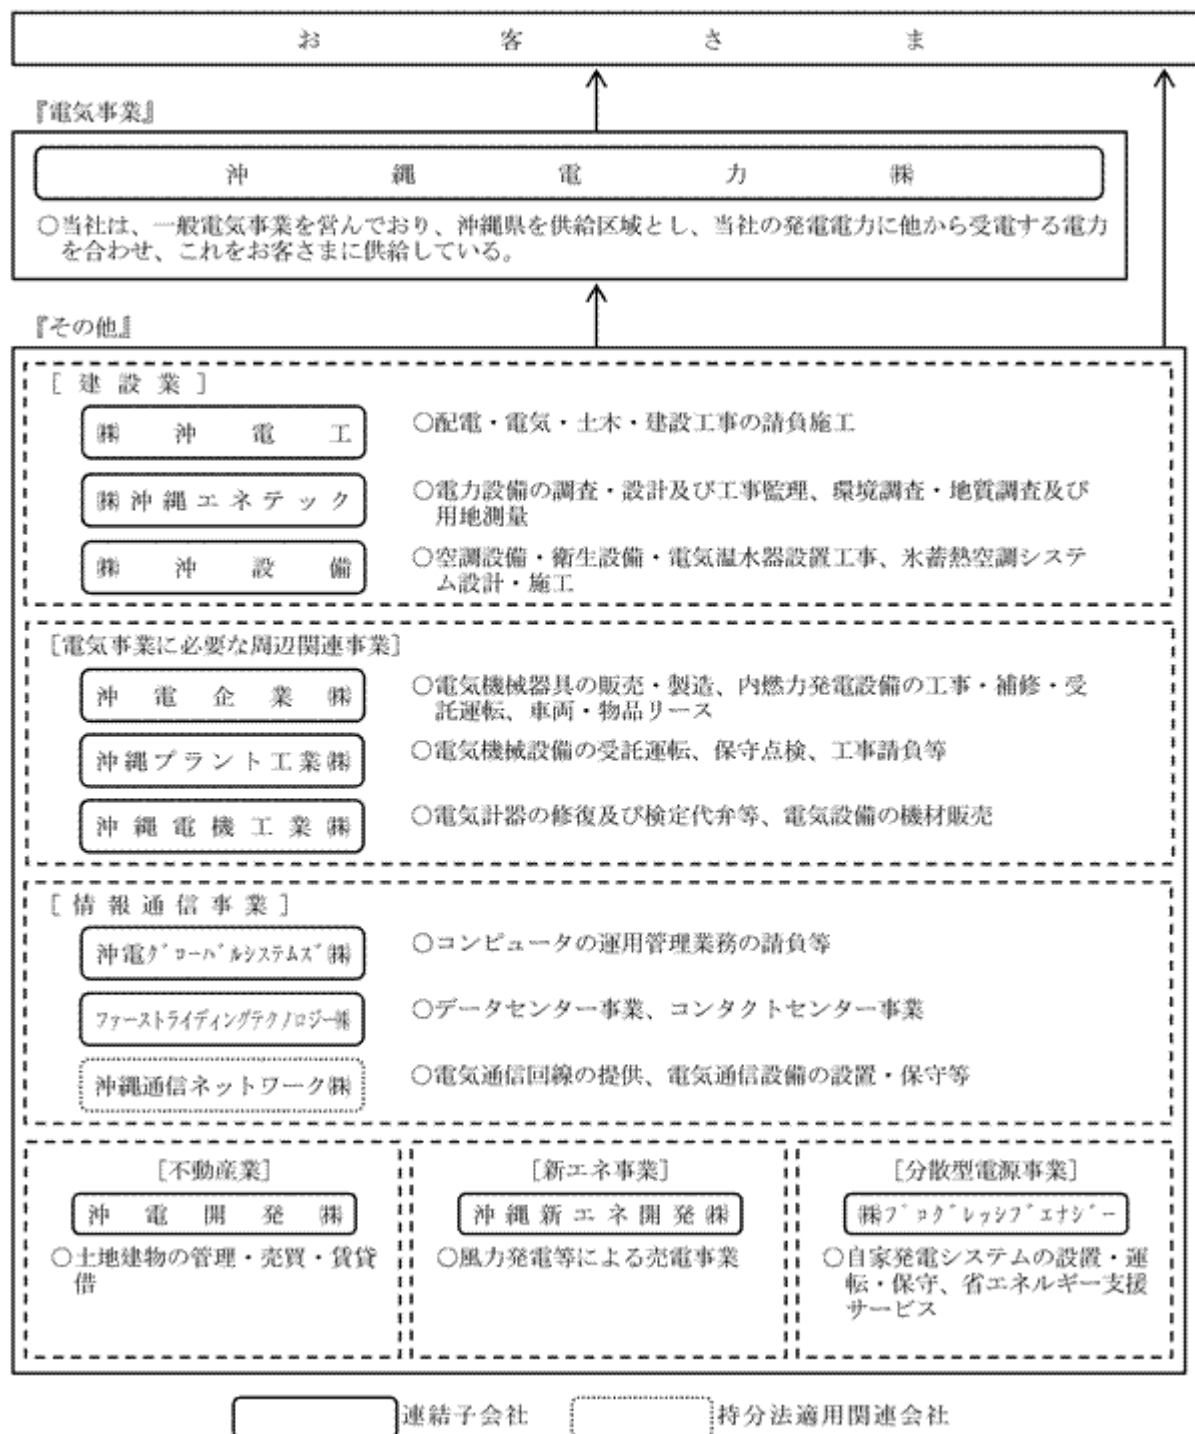 お客さま
『電気事業』
沖縄電力㈱
○当社は、一般電気事業を営んでおり、沖縄県を供給区域とし、当社の発電電力に他から受電する電力
を合わせ、これをお客さまに供給している。
『その他』
［建設業］
㈱沖電工
○配電・電気・土木・建設工事の請負施工
㈱沖縄エネテック
○電力設備の調査・設計及び工事監理、環境調査・地質調査及び
用地測量
㈱沖設備
○空調設備・衛生設備・電気温水器設置工事、氷蓄熱空調システ
ム設計・施工
［電気事業に必要な周辺関連事業］
沖電企業㈱
○電気機械器具の販売・製造、内燃力発電設備の工事・補修・受
託運転、車両・物品リース
沖縄プラント工業㈱
○電気機械設備の受託運転、保守点検、工事請負等
沖縄電機工業㈱
○電気計器の修復及び検定代弁等、電気設備の機材販売
［情報通信事業］
沖電ｸﾞﾛｰﾊﾞﾙｼｽﾃﾑｽﾞ㈱
○コンピュータの運用管理業務の請負等
ファーストライディングテクノロジー㈱
○データセンター事業、コンタクトセンター事業
沖縄通信ネットワーク㈱
○電気通信回線の提供、電気通信設備の設置・保守等
［不動産業］
沖電開発㈱
○土地建物の管理・売買・賃貸
借
［新エネ事業］
沖縄新エネ開発㈱
○風力発電等による売電事業
［分散型電源事業］
㈱ﾌﾟﾛｸﾞﾚｯｼﾌﾞｴﾅｼﾞｰ
○自家発電システムの設置・運
転・保守、省エネルギー支援
サービス
連結子会社
持分法適用関連会社